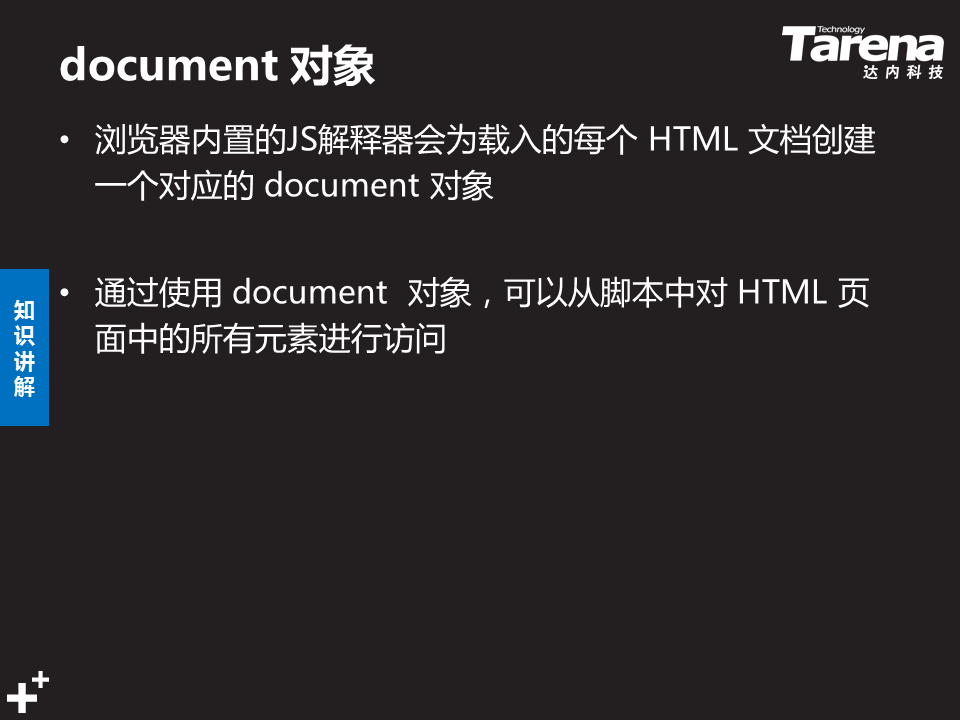 document 对象
Technology
Tarena
达内科技
• 浏览器内置的JS解释器会为载入的每个 HTML 文档创建
一个对应的 document 对象
• 通过使用 document  对象，可以从脚本中对 HTML 页
面中的所有元素进行访问
知
识
讲
解